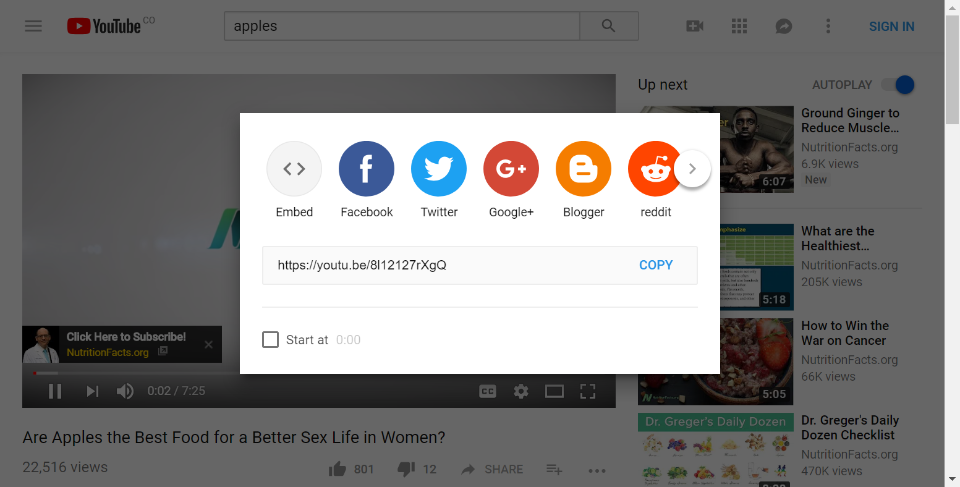 YouTube CO
apples
SIGN IN
Up next
AUTOPLAY
Embed
Facebook
Twitter
Google+
Blogger
reddit
https://youtu.be/8l12127rXgQ
COPY
Start at 0:00
Click Here to Subscribe!
NutritionFacts.org
0:02 / 7:25
CC
Are Apples the Best Food for a Better Sex Life in Women?
22,516 views
801
12
SHARE
6:07
Ground Ginger to
Reduce Muscle...
NutritionFacts.org
6.9K views
New
5:18
What are the
Healthiest...
NutritionFacts.org
205K views
5:05
How to Win the
War on Cancer
NutritionFacts.org
66K views
Dr. Greger's Daily Dozen
Dr. Greger's Daily
Dozen Checklist
NutritionFacts.org
470K views